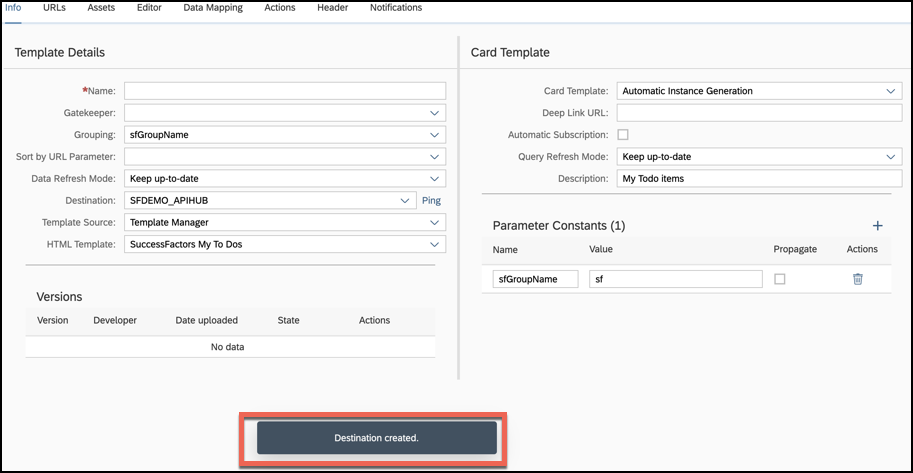 Info URLs Assets Editor Data Mapping Actions Header Notifications
Template Details
*Name:
Gatekeeper:
Grouping: sfGroupName
Sort by URL Parameter:
Data Refresh Mode: Keep up-to-date
Destination: SFDEMO_APIHUB Ping
Template Source: Template Manager
HTML Template: SuccessFactors My To Dos
Versions
Version Developer Date uploaded State Actions
No data
Card Template
Card Template: Automatic Instance Generation
Deep Link URL:
Automatic Subscription:
Query Refresh Mode: Keep up-to-date
Description: My Todo items
Parameter Constants (1) +
Name Value Propagate Actions
sfGroupName sf
Destination created.